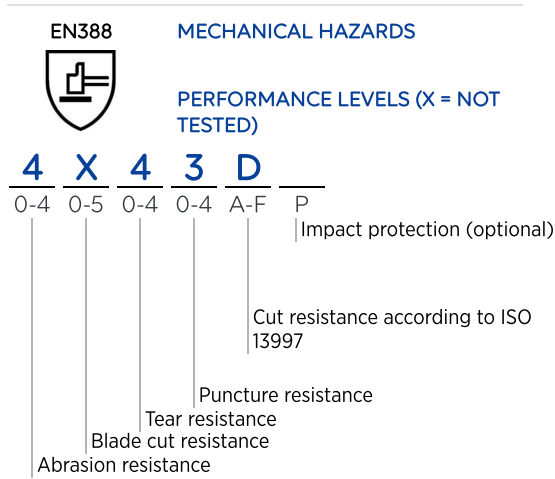 EN388
MECHANICAL HAZARDS
PERFORMANCE LEVELS (X = NOT
TESTED)
4 X 4 3 D
0-4 0-5 0-4 0-4 A-F P
Impact protection (optional)
Cut resistance according to ISO
13997
Puncture resistance
Tear resistance
Blade cut resistance
Abrasion resistance